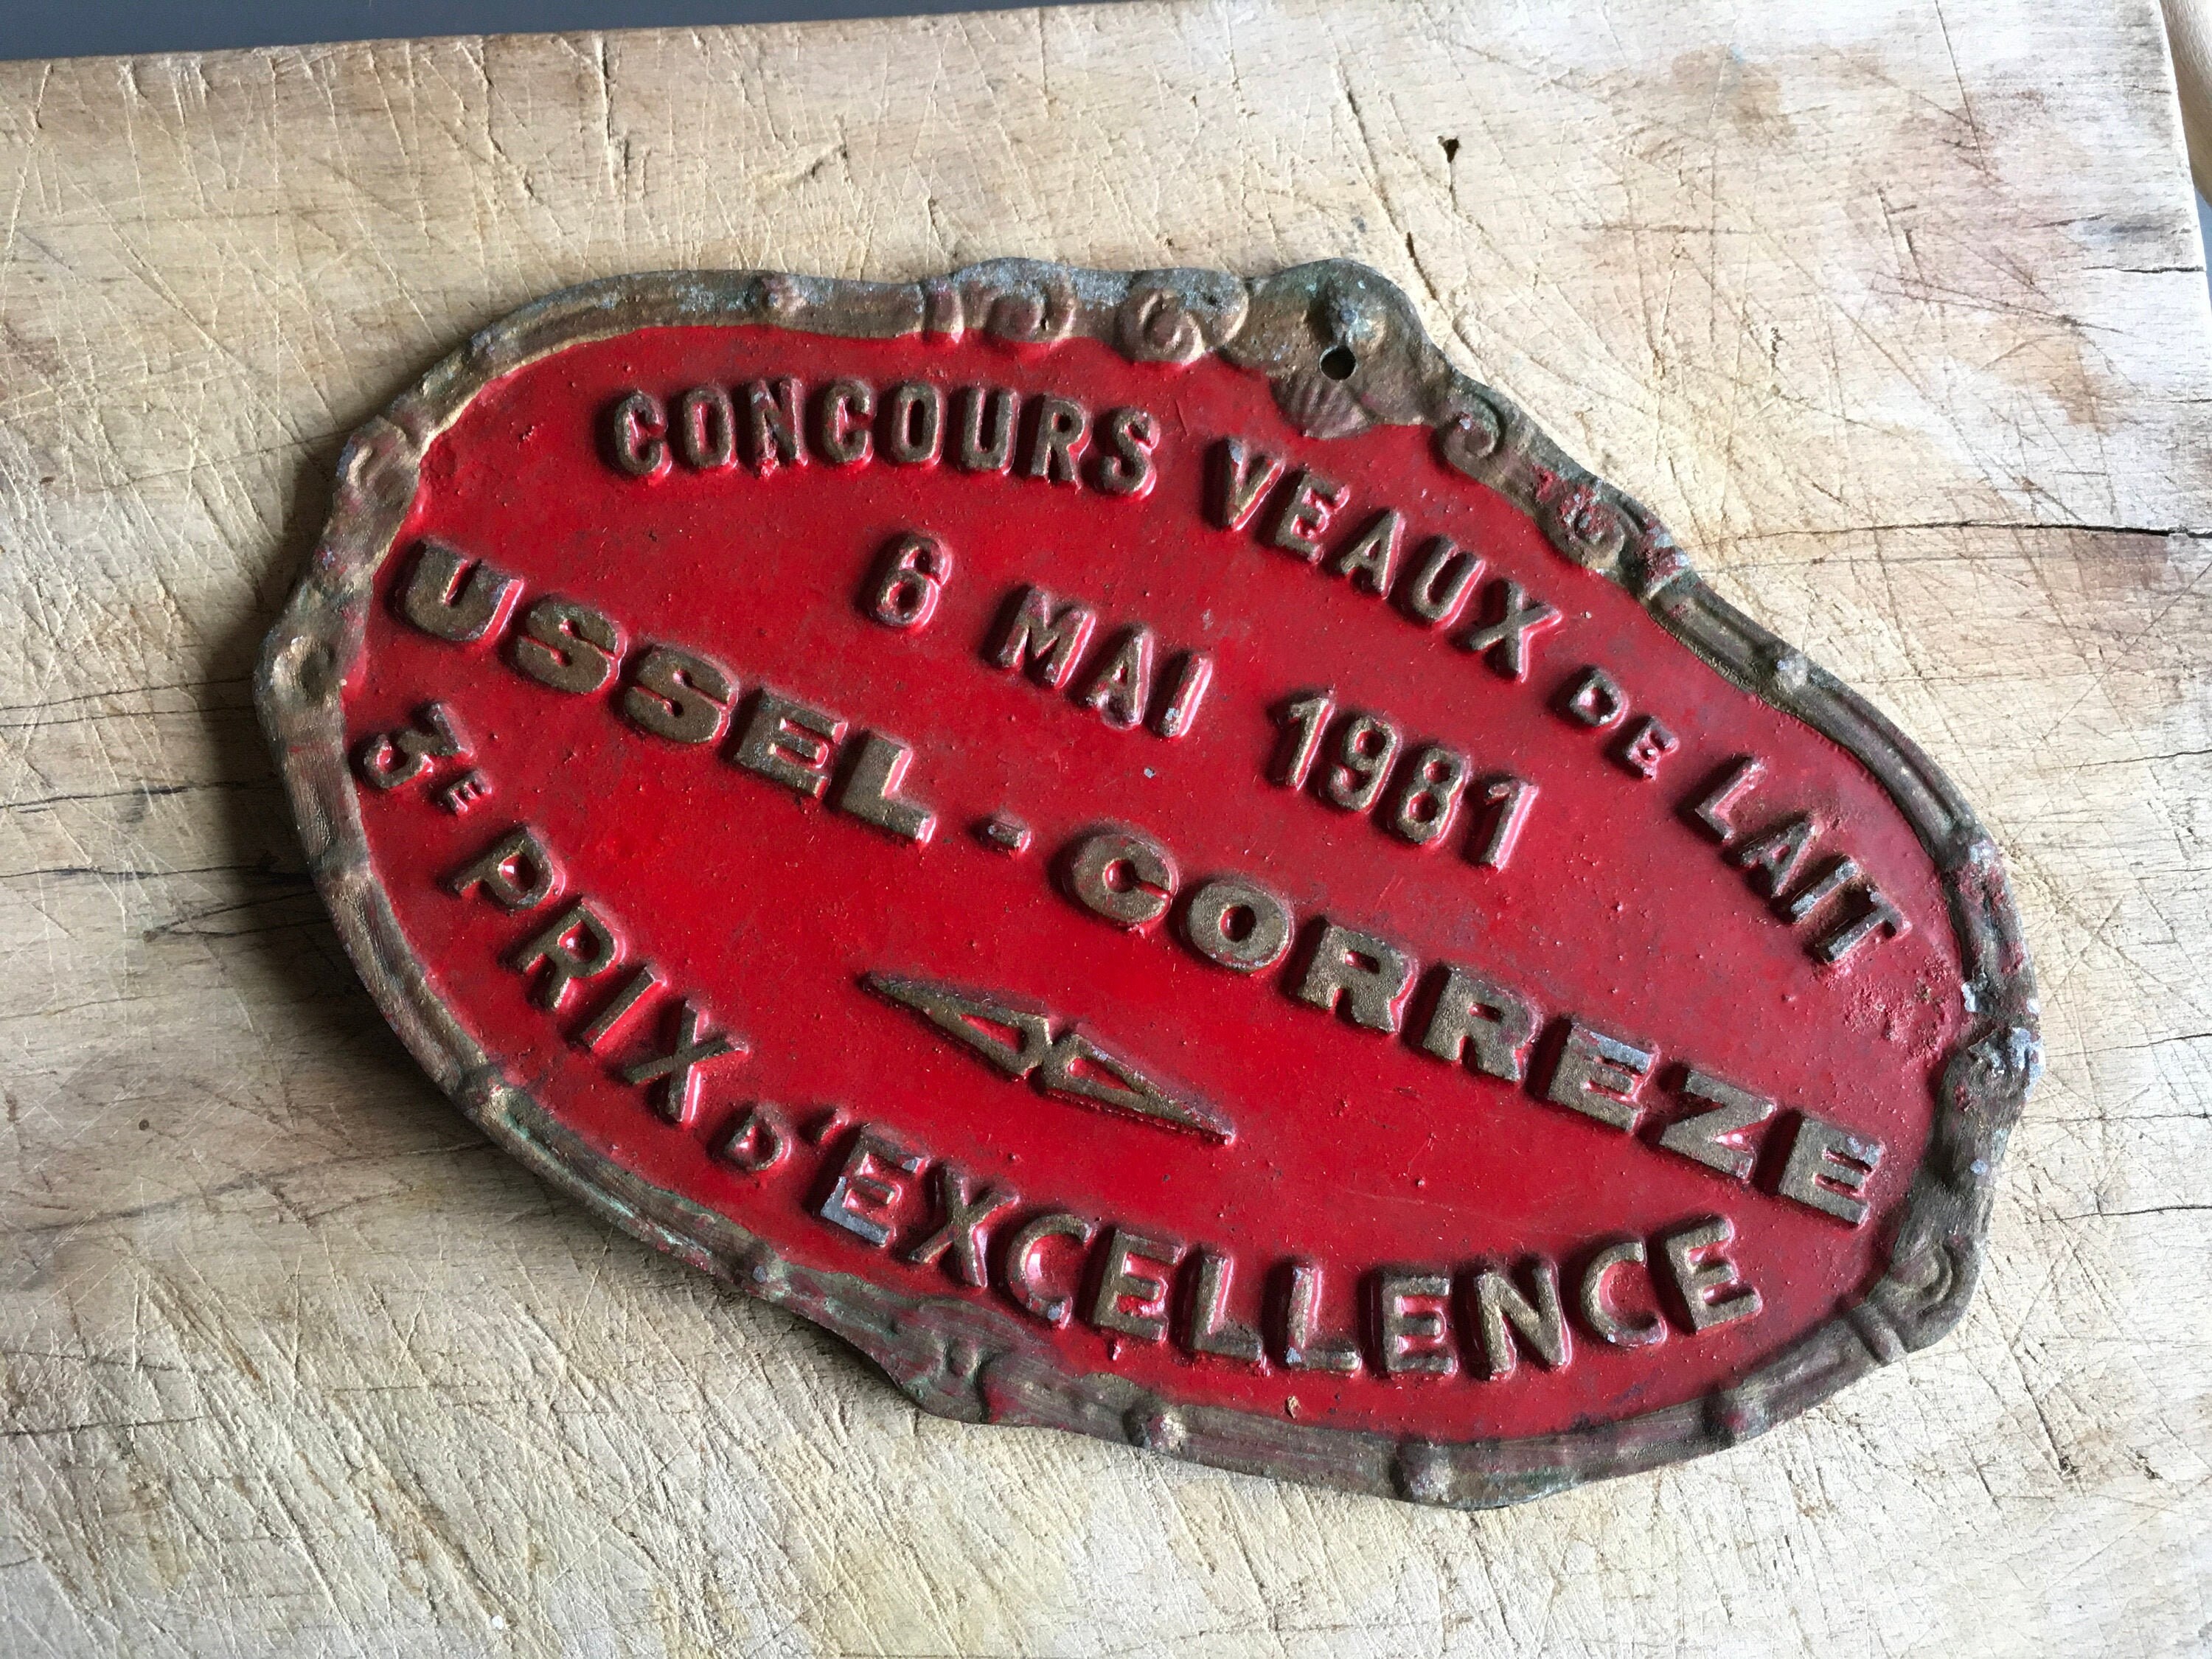 CONCOURS VEAUX DE LAIT
6 MAI 1981
USSEL - CORREZE
3E PRIX D'EXCELLENCE